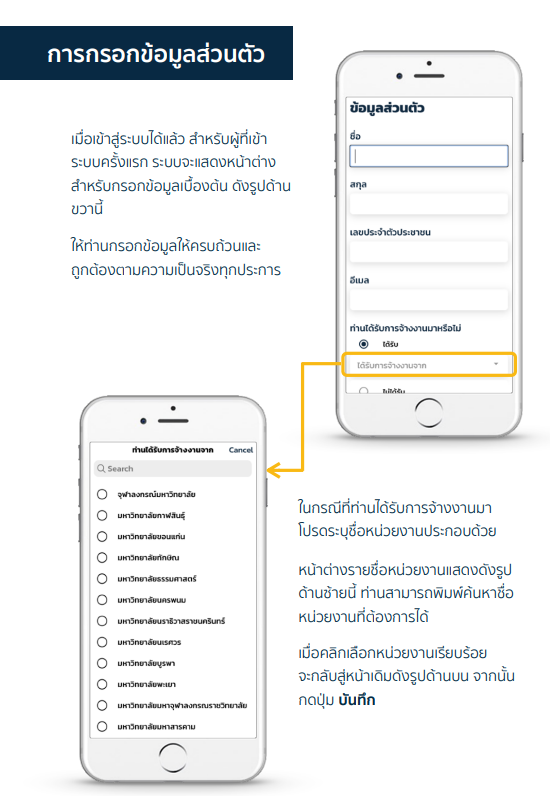 การกรอกข้อมูลส่วนตัว
เมื่อเข้าสู่ระบบได้แล้ว สำหรับผู้ที่เข้า
ระบบครั้งแรก ระบบจะแสดงหน้าต่าง
สำหรับกรอกข้อมูลเบื้องต้น ดังรูปด้าน
ขวานี้
ให้ท่านกรอกข้อมูลให้ครบถ้วนและ
ถูกต้องตามความเป็นจริงทุกประการ
ข้อมูลส่วนตัว
ชื่อ
สกุล
เลขประจำตัวประชาชน
อีเมล
ท่านได้รับการจ้างงานมาหรือไม่
ได้รับ
ได้รับการจ้างงานจาก
ไม่ได้รับ
ท่านได้รับการจ้างงานจาก Cancel
Search
จุฬาลงกรณ์มหาวิทยาลัย
มหาวิทยาลัยกาฬสินธุ์
มหาวิทยาลัยขอนแก่น
มหาวิทยาลัยทักษิณ
มหาวิทยาลัยธรรมศาสตร์
มหาวิทยาลัยนครพนม
มหาวิทยาลัยนราธิวาสราชนครินทร์
มหาวิทยาลัยนเรศวร
มหาวิทยาลัยบูรพา
มหาวิทยาลัยพะเยา
มหาวิทยาลัยมหาจุฬาลงกรณราชวิทยาลัย
มหาวิทยาลัยมหาสารคาม
ในกรณีที่ท่านได้รับการจ้างงานมา
โปรดระบุชื่อหน่วยงานประกอบด้วย
หน้าต่างรายชื่อหน่วยงานแสดงดังรูป
ด้านซ้ายนี้ ท่านสามารถพิมพ์ค้นหาชื่อ
หน่วยงานที่ต้องการได้
เมื่อคลิกเลือกหน่วยงานเรียบร้อย
จะกลับสู่หน้าเดิมดังรูปด้านบน จากนั้น
กดปุ่ม บันทึก